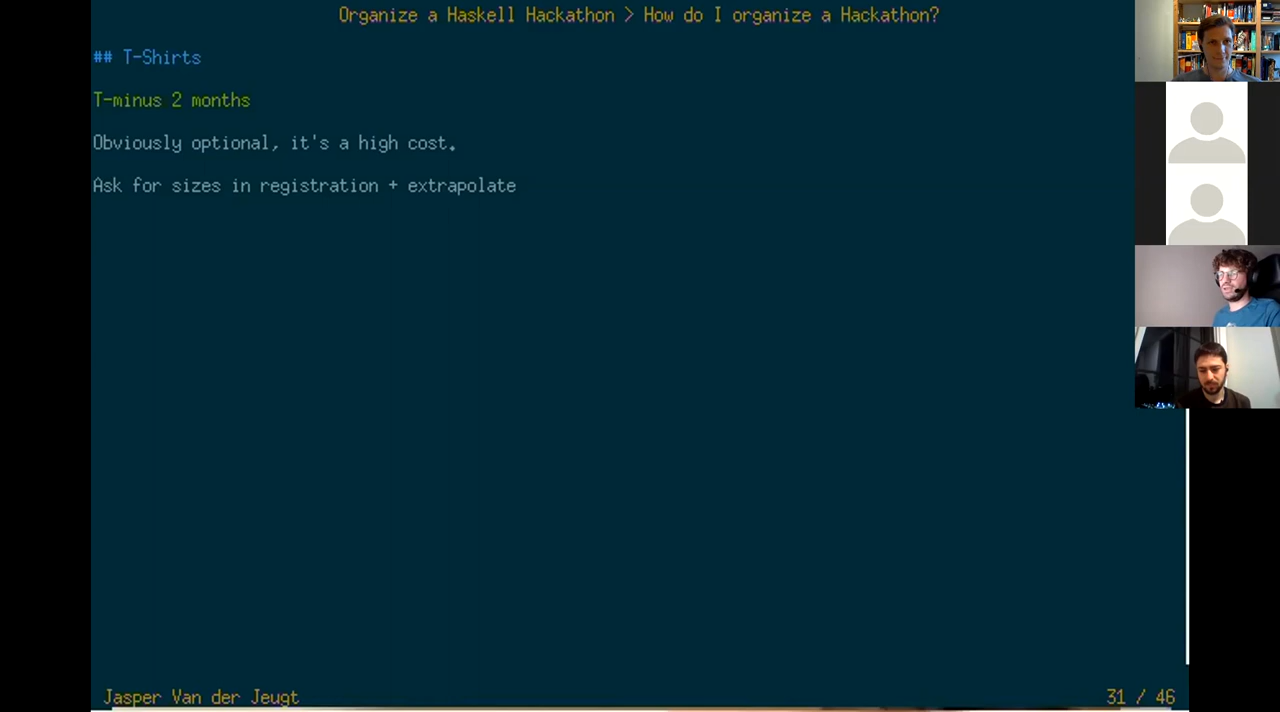 Organize a Haskell Hackathon > How do I organize a Hackathon?
## T-Shirts
T-minus 2 months
Obviously optional, it's a high cost.
Ask for sizes in registration + extrapolate
Jasper Van der Jeugt
31 / 46